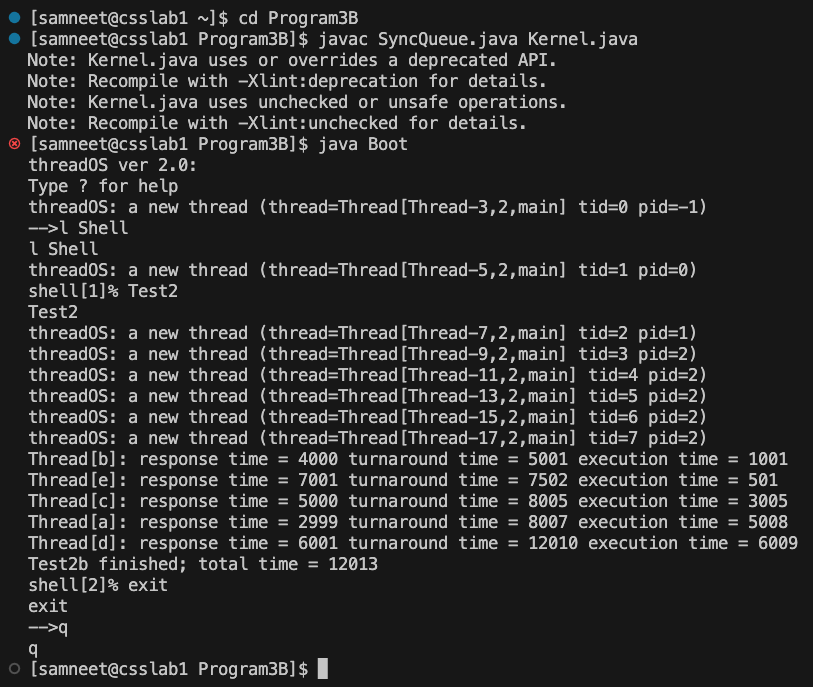 [samneet@csslab1 ~]$ cd Program3B
[samneet@csslab1 Program3B]$ javac SyncQueue.java Kernel.java
Note: Kernel.java uses or overrides a deprecated API.
Note: Recompile with -Xlint:deprecation for details.
Note: Kernel.java uses unchecked or unsafe operations.
Note: Recompile with -Xlint:unchecked for details.
[samneet@csslab1 Program3B]$ java Boot
threadOS ver 2.0:
Type ? for help
threadOS: a new thread (thread=Thread[Thread-3,2,main] tid=0 pid=-1)
-->l Shell
l Shell
threadOS: a new thread (thread=Thread[Thread-5,2,main] tid=1 pid=0)
shell[1]% Test2
Test2
threadOS: a new thread (thread=Thread[Thread-7,2,main] tid=2 pid=1)
threadOS: a new thread (thread=Thread[Thread-9,2,main] tid=3 pid=2)
threadOS: a new thread (thread=Thread[Thread-11,2,main] tid=4 pid=2)
threadOS: a new thread (thread=Thread[Thread-13,2,main] tid=5 pid=2)
threadOS: a new thread (thread=Thread[Thread-15,2,main] tid=6 pid=2)
threadOS: a new thread (thread=Thread[Thread-17,2,main] tid=7 pid=2)
Thread[b]: response time = 4000 turnaround time = 5001 execution time = 1001
Thread[e]: response time = 7001 turnaround time = 7502 execution time = 501
Thread[c]: response time = 5000 turnaround time = 8005 execution time = 3005
Thread[a]: response time = 2999 turnaround time = 8007 execution time = 5008
Thread[d]: response time = 6001 turnaround time = 12010 execution time = 6009
Test2b finished; total time = 12013
shell[2]% exit
exit
-->q
q
[samneet@csslab1 Program3B]$